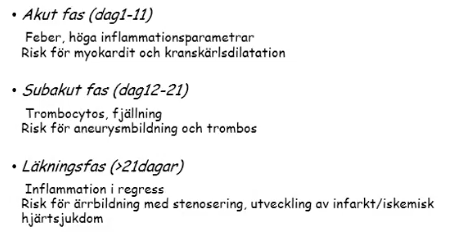 • Akut fas (dag1-11)
Feber, höga inflammationsparametrar
Risk för myokardit och kranskärlsdilatation
• Subakut fas (dag12-21)
Trombocytos, fjällning
Risk för aneurysmbildning och trombos
• Läkningsfas (>21dagar)
Inflammation i regress
Risk för ärrbildning med stenosering, utveckling av infarkt/iskemisk
hjärtsjukdom